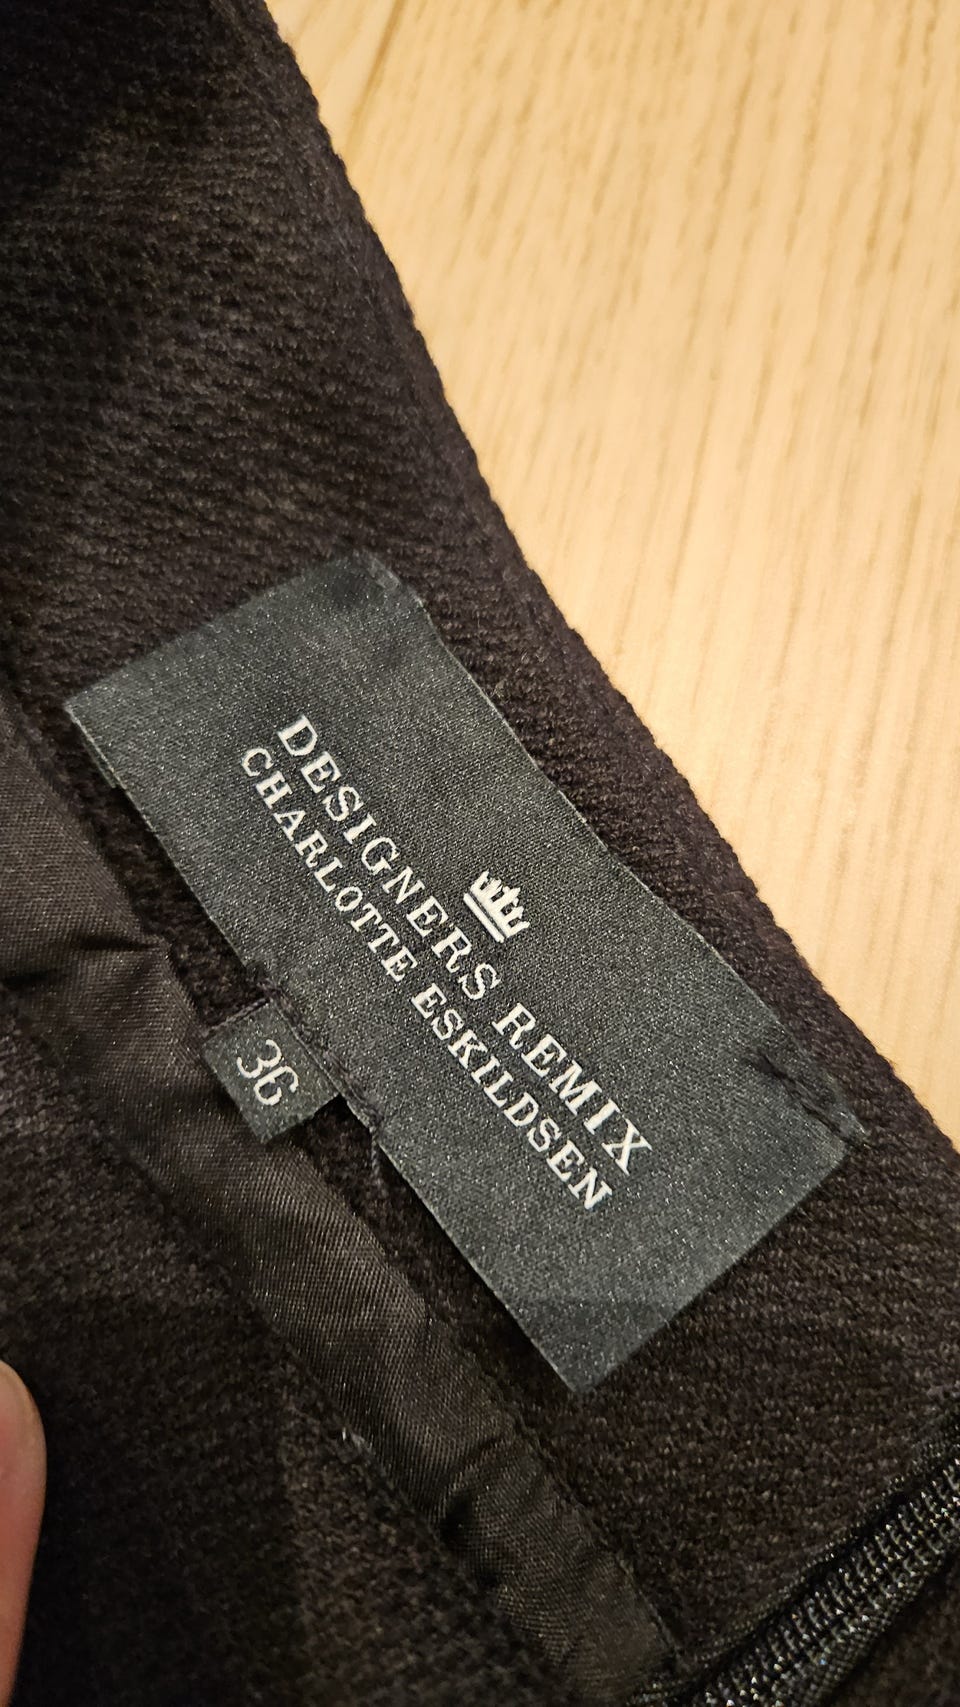 DESIGNERS REMIX
CHARLOTTE ESKILDSEN
36